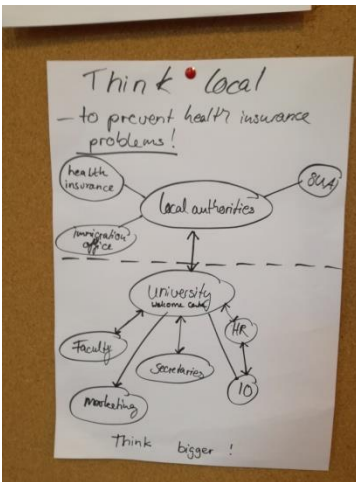 Think local
- to prevent health insurance
problems!
health
insurance
local authorities
immigration
office
University
welcome
Faculty
HR
Secretaries
IO
marketing
Think bigger!